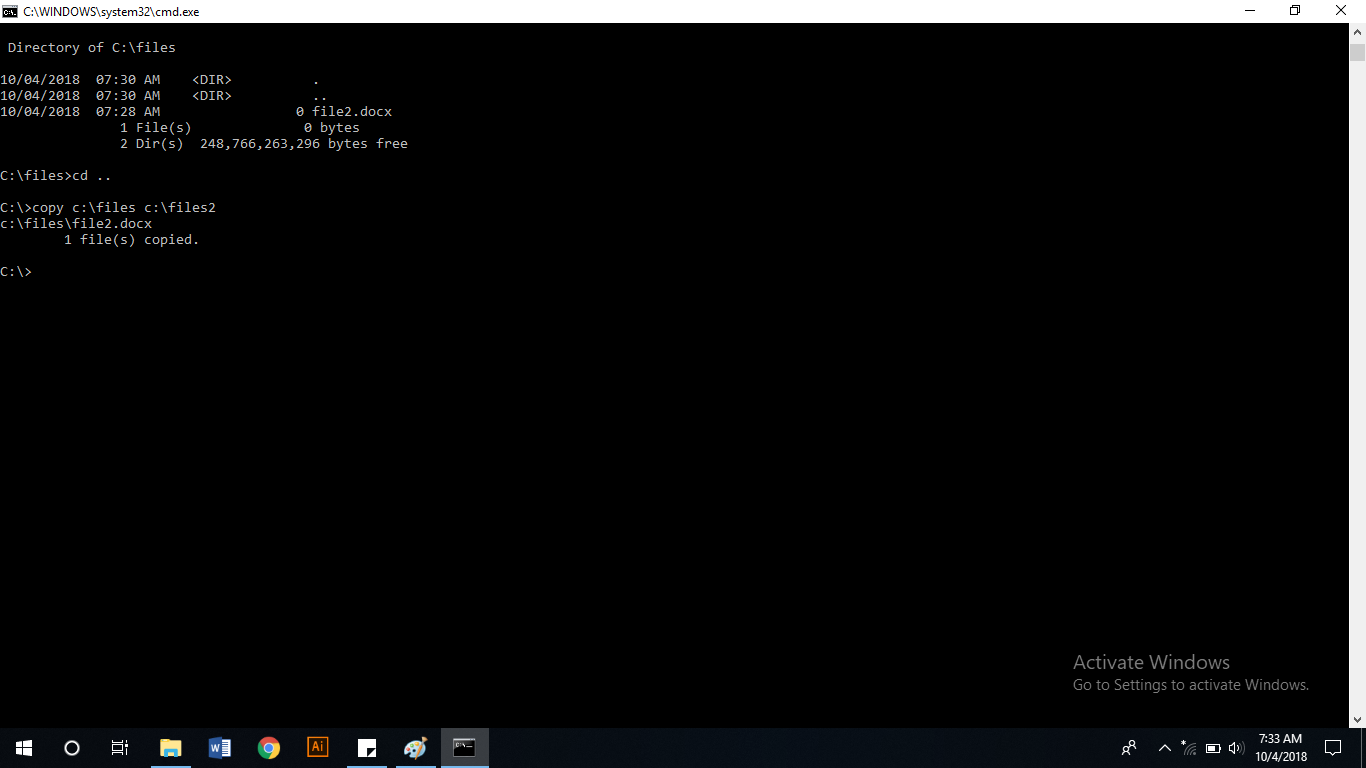 C:\WINDOWS\system32\cmd.exe
Directory of C:\files
10/04/2018  07:30 AM    <DIR>          .
10/04/2018  07:30 AM    <DIR>          ..
10/04/2018  07:28 AM                 0 file2.docx
               1 File(s)              0 bytes
               2 Dir(s)  248,766,263,296 bytes free
C:\files>cd ..
C:\>copy c:\files c:\files2
c:\files\file2.docx
        1 file(s) copied.
C:\>
Activate Windows
Go to Settings to activate Windows.
W
Ai
7:33 AM
10/4/2018